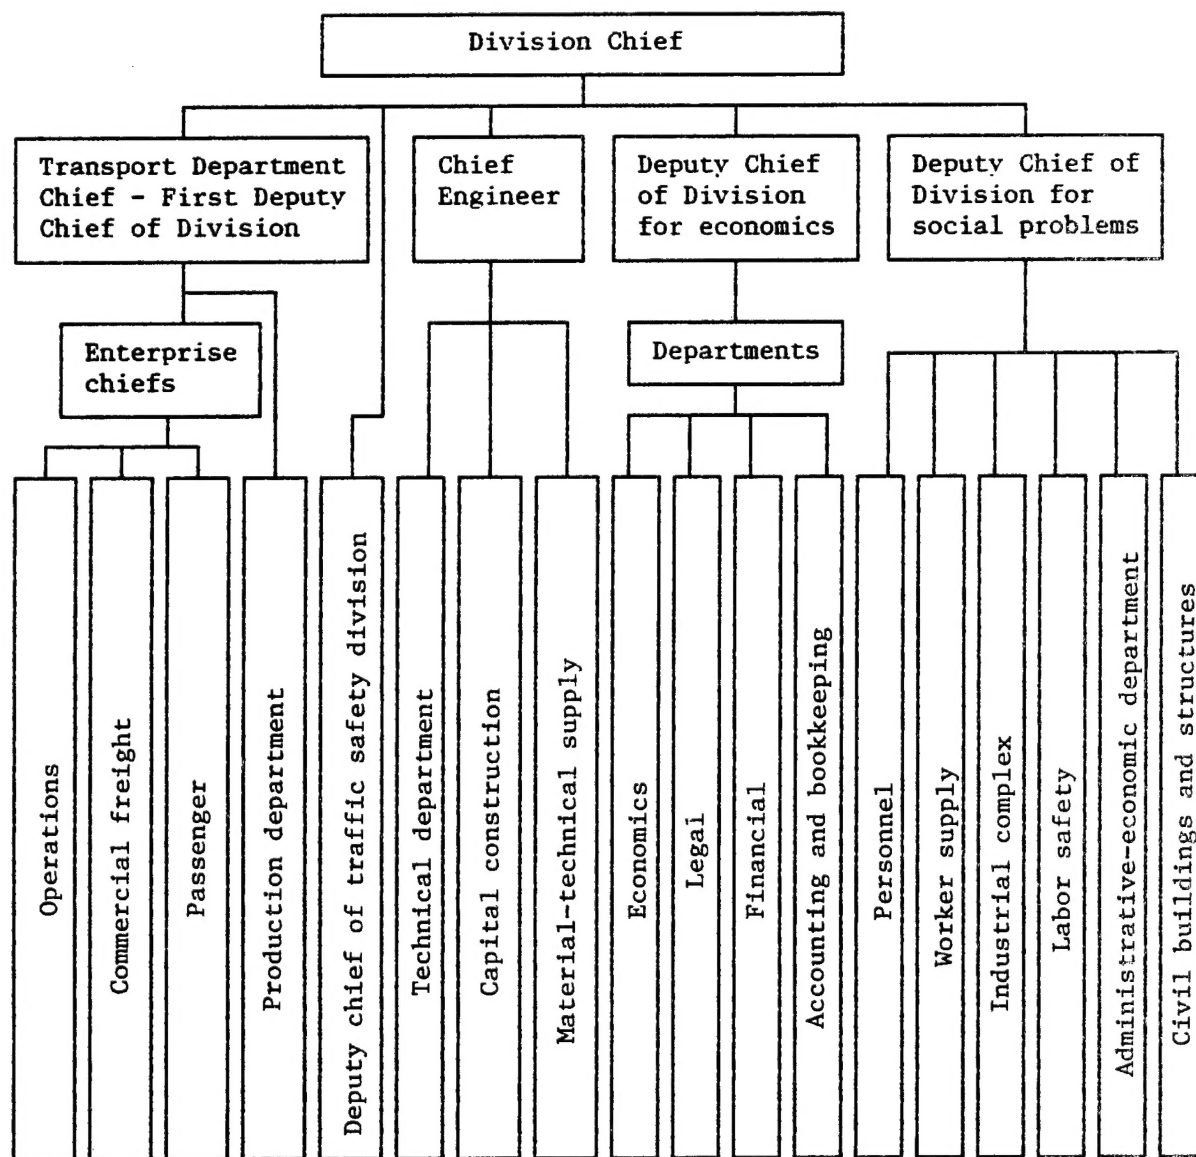 Division Chief
Transport Department
Chief - First Deputy
Chief of Division
Chief
Engineer
Deputy Chief
of Division
for economics
Deputy Chief of
Division for
social problems
Enterprise
chiefs
Departments
Operations
Commercial freight
Passenger
Production department
Deputy chief of traffic safety division
Technical department
Capital construction
Material-technical supply
Economics
Legal
Financial
Accounting and bookkeeping
Personnel
Worker supply
Industrial complex
Labor safety
Administrative-economic department
Civil buildings and structures